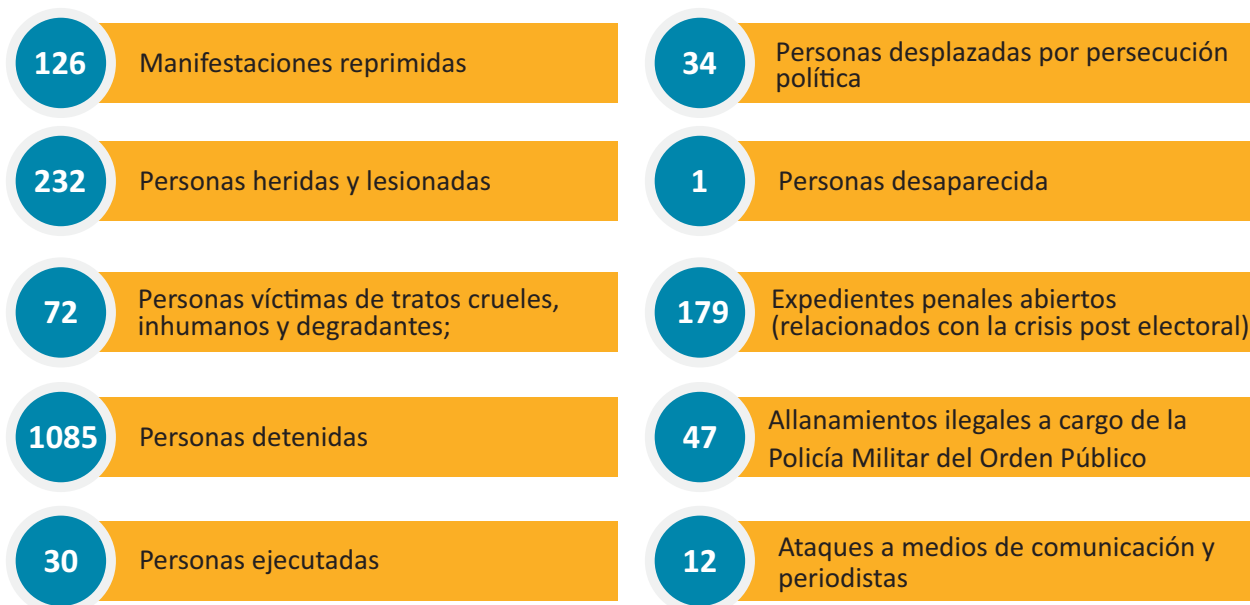 126
Manifestaciones reprimidas
232
Personas heridas y lesionadas
72
Personas víctimas de tratos crueles,
inhumanos y degradantes;
1085
Personas detenidas
30
Personas ejecutadas
34
Personas desplazadas por persecución
política
1
Personas desaparecida
179
Expedientes penales abiertos
(relacionados con la crisis post electoral)
47
Allanamientos ilegales a cargo de la
Policía Militar del Orden Público
12
Ataques a medios de comunicación y
periodistas